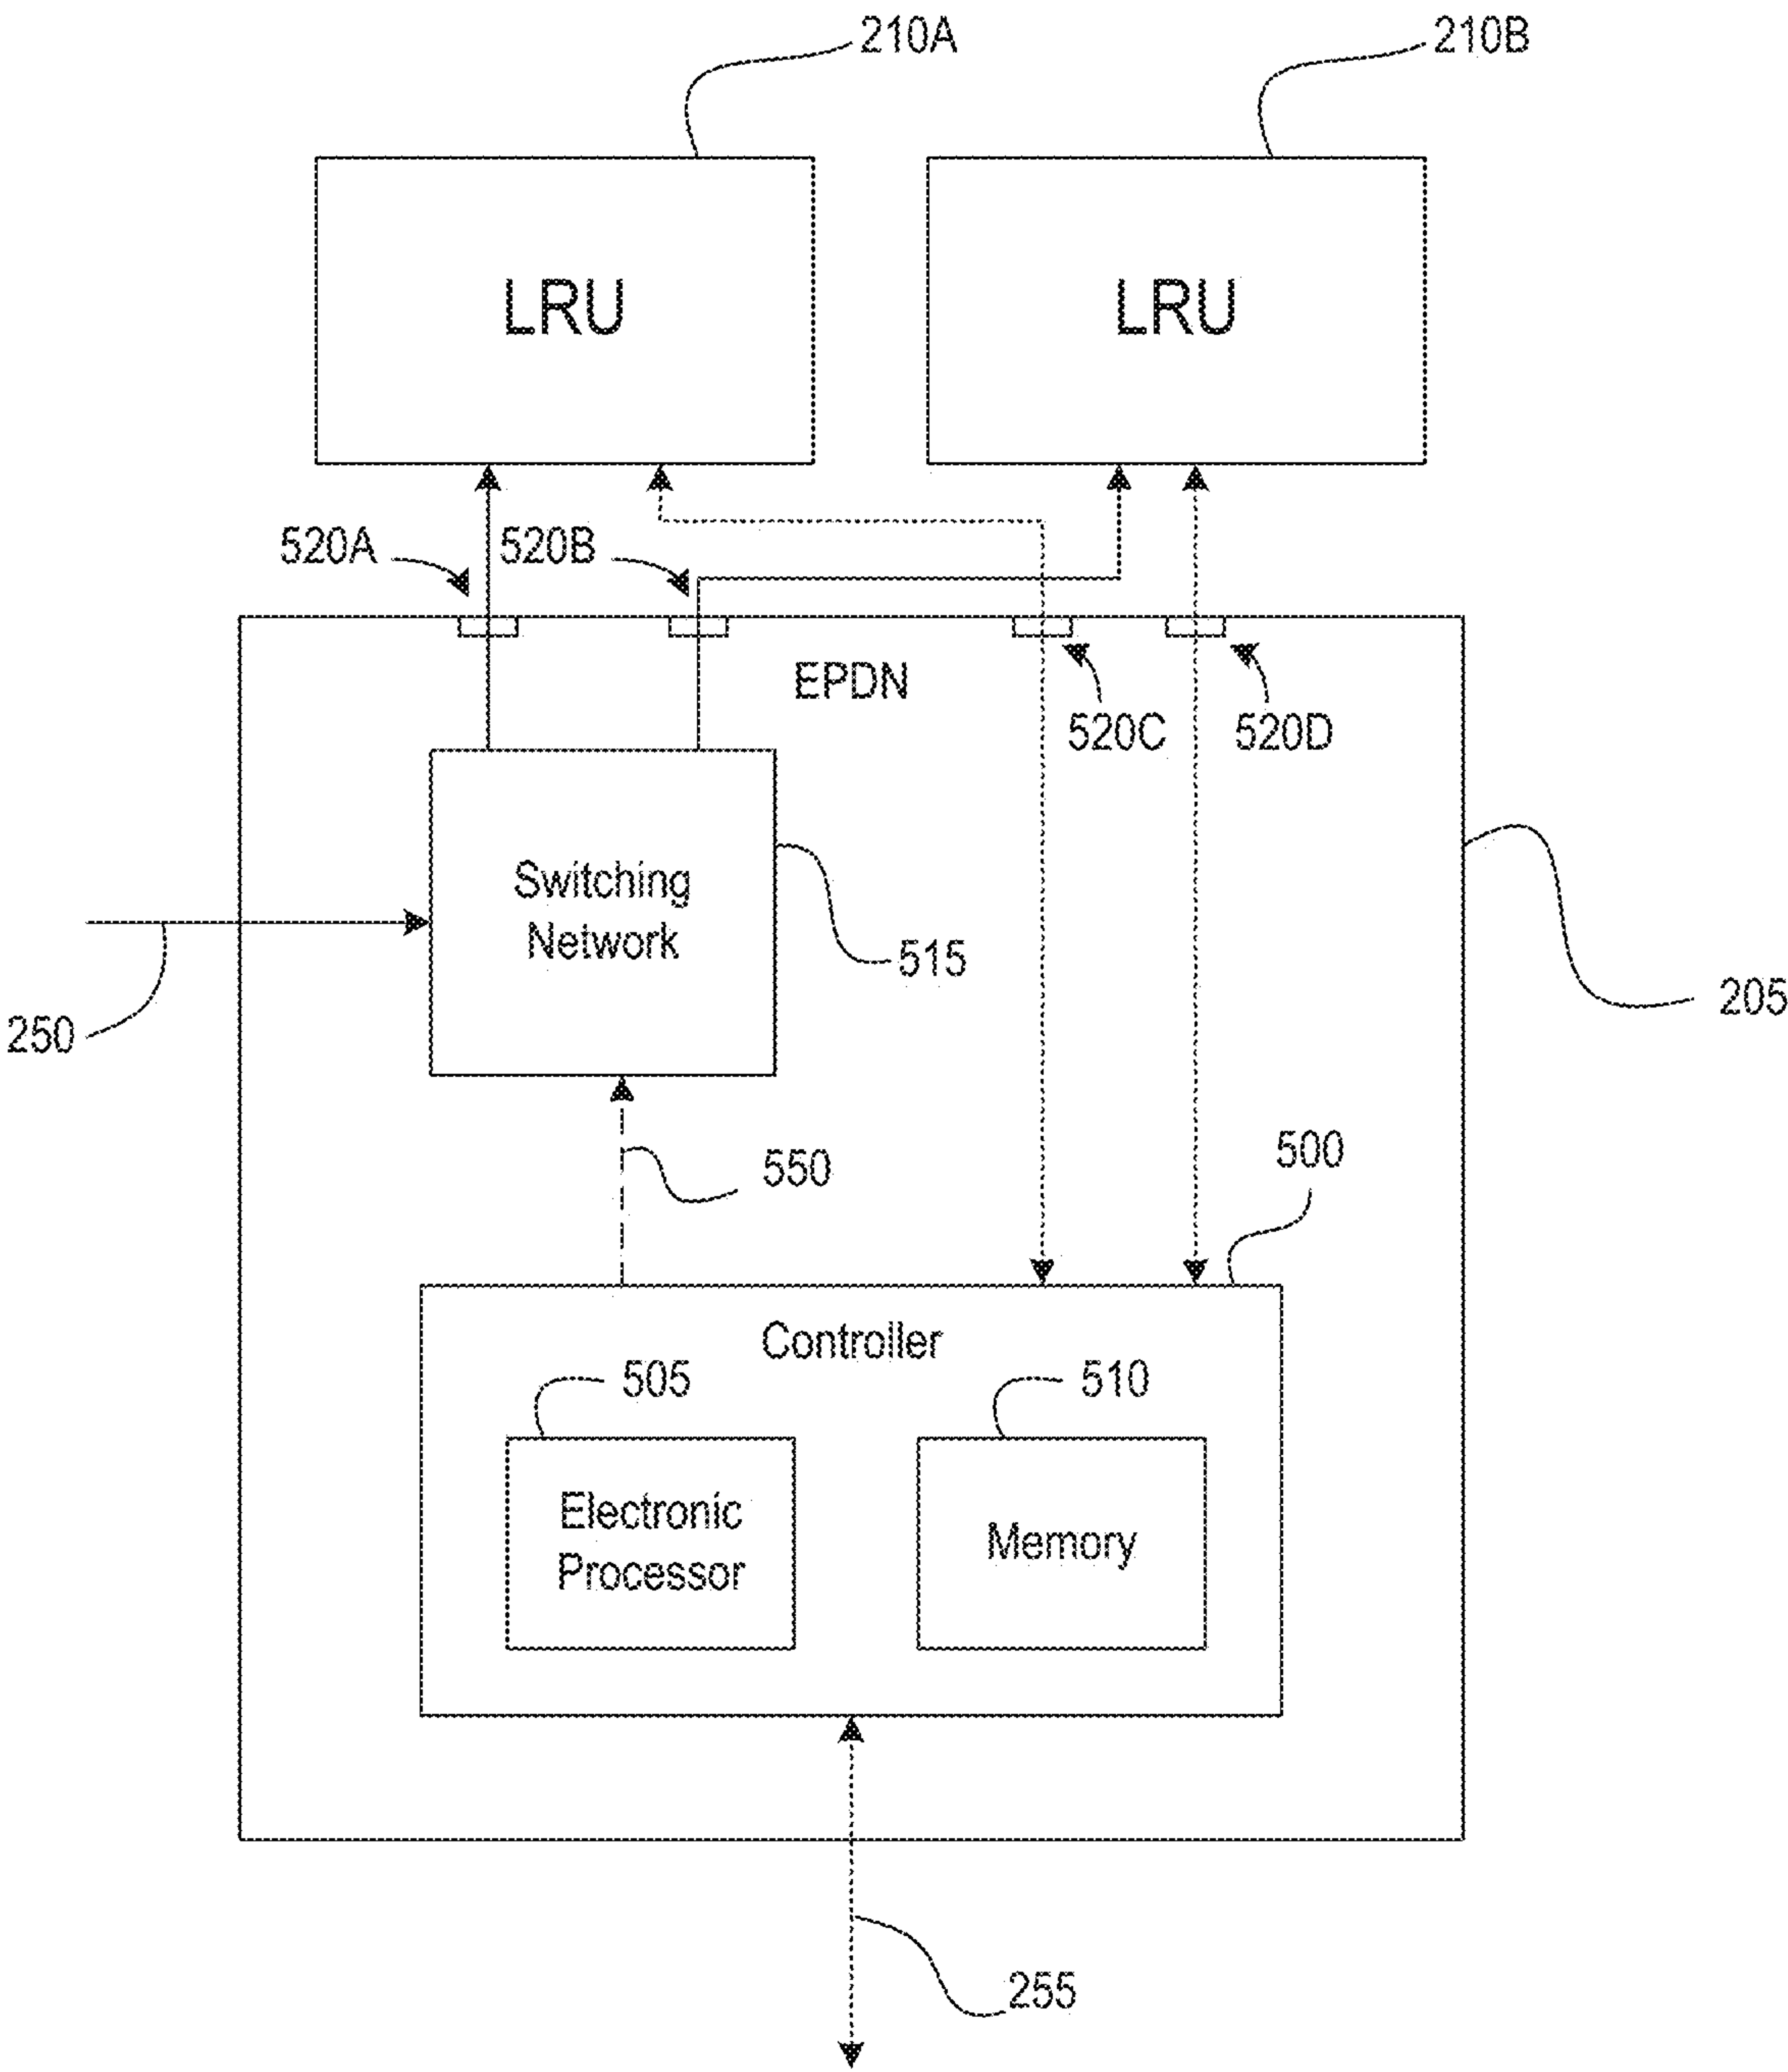 210A
210B
LRU
LRU
520A
520B
EPDN
520C
520D
Switching
Network
515
250
205
550
500
Controller
505
510
Electronic
Processor
Memory
255